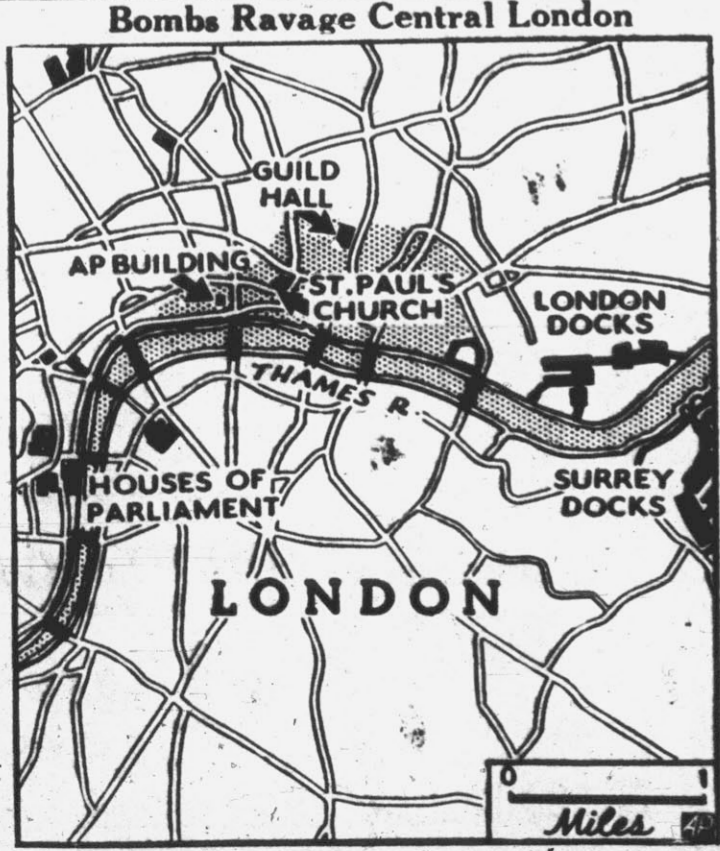 Bombs Ravage Central London
GUILD
HALL
AP BUILDING
ST. PAUL'S
CHURCH
LONDON
DOCKS
THAMES R.
HOUSES OF
PARLIAMENT
SURREY
DOCKS
LONDON
0 1
Miles
AP